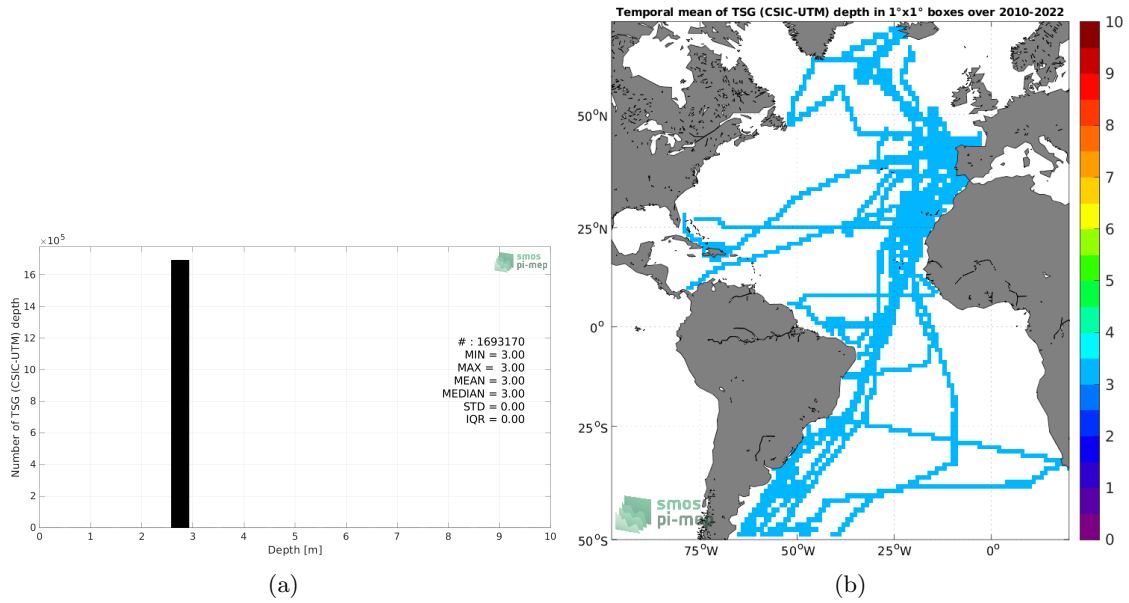 ×10⁵
16
14
12
10
8
6
4
2
0
Number of TSG (CSIC-UTM) depth
0 1 2 3 4 5 6 7 8 9 10
Depth [m]
smos
pi-mep
# : 1693170
MIN = 3.00
MAX = 3.00
MEAN = 3.00
MEDIAN = 3.00
STD = 0.00
IQR = 0.00
(a)
Temporal mean of TSG (CSIC-UTM) depth in 1°x1° boxes over 2010-2022
50°N
25°N
0°
25°S
50°S
75°W 50°W 25°W 0°
smos
pi-mep
10
9
8
7
6
5
4
3
2
1
0
(b)